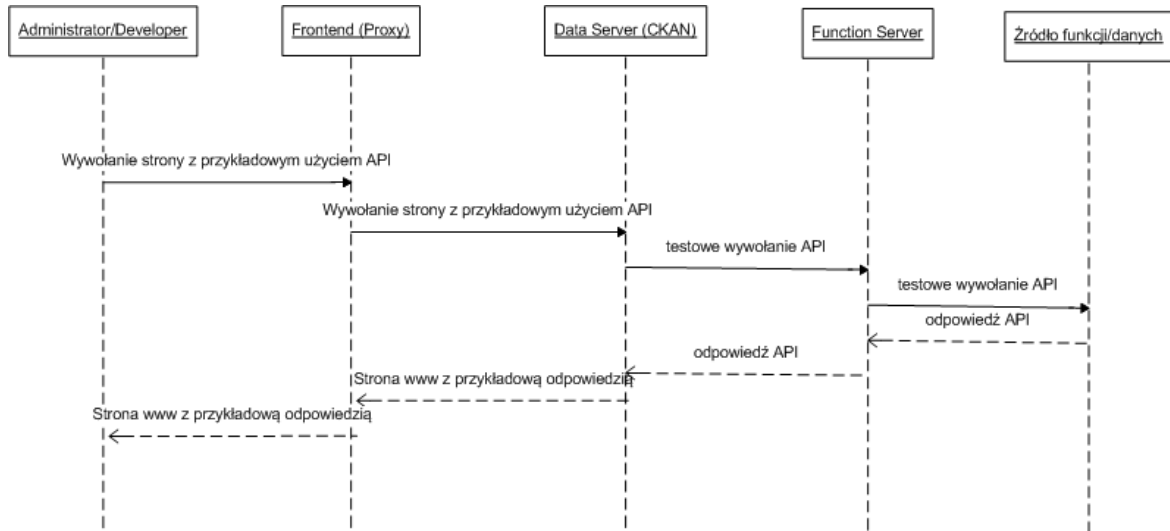 Administrator/Developer
Frontend (Proxy)
Data Server (CKAN)
Function Server
Źródło funkcji/danych
Wywołanie strony z przykładowym użyciem API
Wywołanie strony z przykładowym użyciem API
testowe wywołanie API
testowe wywołanie API
odpowiedź API
odpowiedź API
Strona www z przykładową odpowiedzią
Strona www z przykładową odpowiedzią